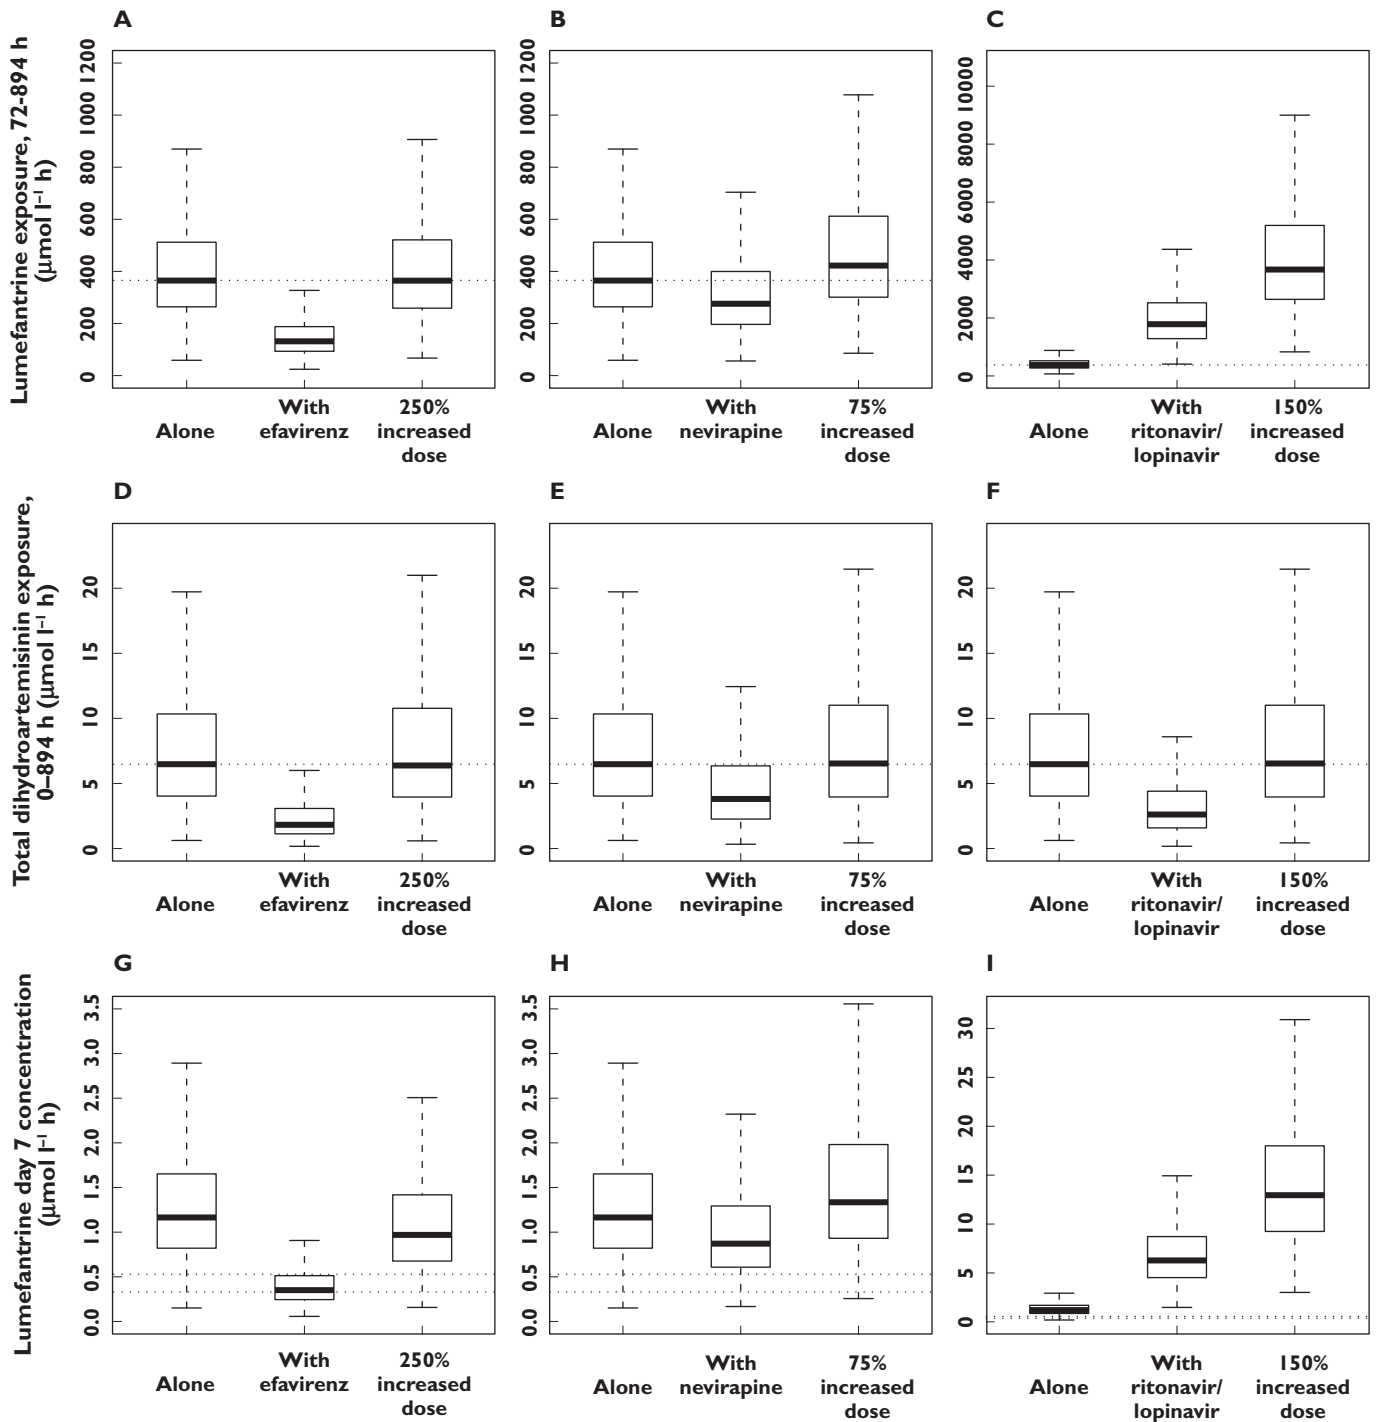 A
B
C
Lumefantrine exposure, 72-894 h
(μmol l⁻¹ h)
0 200 400 600 800 1000 1200
0 200 400 600 800 1000 1200
0 2000 4000 6000 8000 10000
With 250%
Alone efavirenz increased
dose
With 75%
Alone nevirapine increased
dose
With 150%
Alone ritonavir/ increased
lopinavir dose
D
E
F
Total dihydroartemisinin exposure,
0–894 h (μmol l⁻¹ h)
0 5 10 15 20
0 5 10 15 20
0 5 10 15 20
With 250%
Alone efavirenz increased
dose
With 75%
Alone nevirapine increased
dose
With 150%
Alone ritonavir/ increased
lopinavir dose
G
H
I
Lumefantrine day 7 concentration
(μmol l⁻¹ h)
0.0 0.5 1.0 1.5 2.0 2.5 3.0 3.5
0.0 0.5 1.0 1.5 2.0 2.5 3.0 3.5
0 5 10 15 20 25 30
With 250%
Alone efavirenz increased
dose
With 75%
Alone nevirapine increased
dose
With 150%
Alone ritonavir/ increased
lopinavir dose